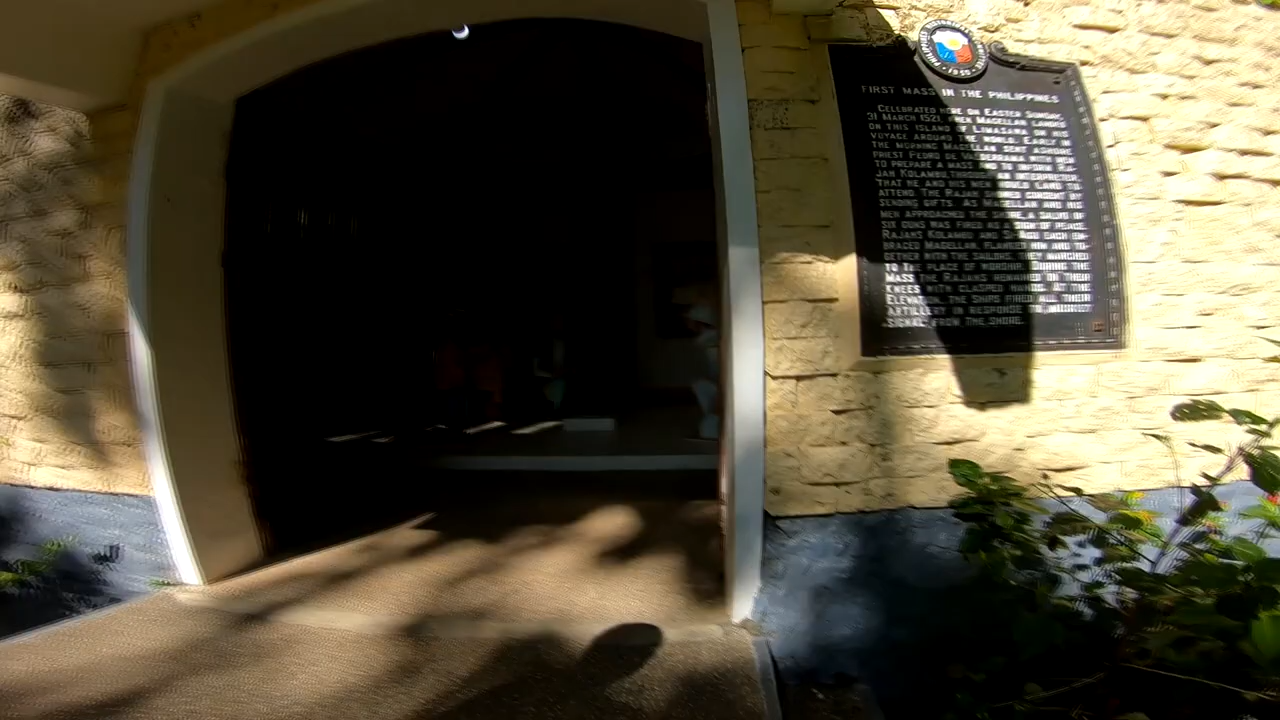 FIRST MASS IN THE PHILIPPINES
CELEBRATED HERE ON EASTER SUNDAY,
31 MARCH 1521, WHEN MAGELLAN LANDED
ON THIS ISLAND OF LIMASAWA ON HIS
VOYAGE AROUND THE WORLD. EARLY IN
THE MORNING MAGELLAN SENT ASHORE
PRIEST PEDRO DE VALDERRAMA WITH MEN
TO PREPARE A MASS AND TO INFORM RA-
JAH KOLAMBU, THROUGH AN INTERPRETER,
THAT HE AND HIS MEN WOULD LAND TO
ATTEND. THE RAJAH SHOWED CONSENT BY
SENDING GIFTS. AS MAGELLAN AND HIS
MEN APPROACHED THE SHORE, A SALVO OF
SIX GUNS WAS FIRED AS A SIGN OF PEACE.
RAJAHS KOLAMBU AND SI-AGU EACH EM-
BRACED MAGELLAN, FLANKED HIM AND TO-
GETHER WITH THE SAILORS, THEY MARCHED
TO THE PLACE OF WORSHIP. DURING THE
MASS THE RAJAHS REMAINED ON THEIR
KNEES WITH CLASPED HANDS. AT THE
ELEVATION, THE SHIPS FIRED ALL THEIR
ARTILLERY IN RESPONSE TO A MUSKET
SIGNAL FROM THE SHORE.